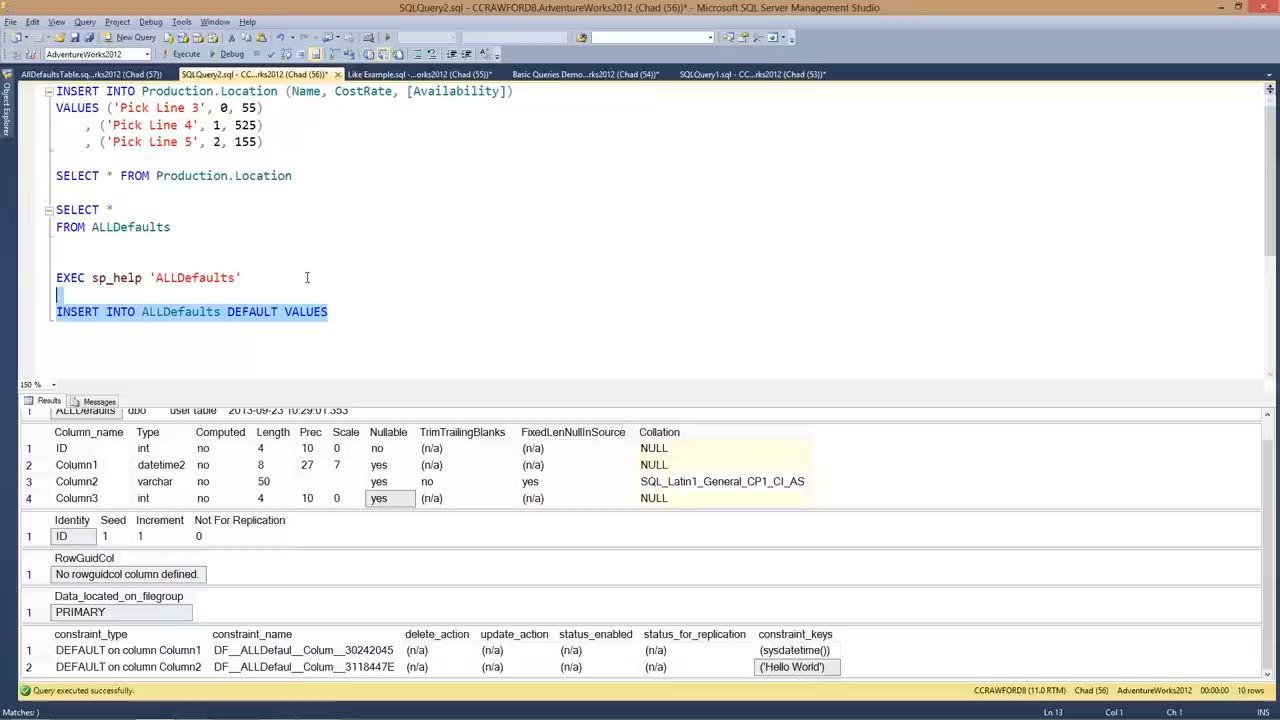 SQLQuery2.sql - CCRAWFORD8.AdventureWorks2012 (Chad (56))* - Microsoft SQL Server Management Studio
File Edit View Query Project Debug Tools Window Help
New Query
AdventureWorks2012 Execute Debug
AllDefaultsTable.sq...rks2012 (Chad (57)) SQLQuery2.sql - CC...rks2012 (Chad (56))* Like Example.sql -...orks2012 (Chad (55))* Basic Queries Demo...rks2012 (Chad (54))* SQLQuery1.sql - CC...rks2012 (Chad (53))*
Object Explorer
INSERT INTO Production.Location (Name, CostRate, [Availability])
VALUES ('Pick Line 3', 0, 55)
, ('Pick Line 4', 1, 525)
, ('Pick Line 5', 2, 155)
SELECT * FROM Production.Location
SELECT *
FROM ALLDefaults
EXEC sp_help 'ALLDefaults'
INSERT INTO ALLDefaults DEFAULT VALUES
150 %
Results Messages
1 ALLDefaults dbo user table 2013-09-23 10:29:01.353
Column_name Type Computed Length Prec Scale Nullable TrimTrailingBlanks FixedLenNullInSource Collation
1 ID int no 4 10 0 no (n/a) (n/a) NULL
2 Column1 datetime2 no 8 27 7 yes (n/a) (n/a) NULL
3 Column2 varchar no 50 yes no yes SQL_Latin1_General_CP1_CI_AS
4 Column3 int no 4 10 0 yes (n/a) (n/a) NULL
Identity Seed Increment Not For Replication
1 ID 1 1 0
RowGuidCol
1 No rowguidcol column defined.
Data_located_on_filegroup
1 PRIMARY
constraint_type constraint_name delete_action update_action status_enabled status_for_replication constraint_keys
1 DEFAULT on column Column1 DF__ALLDefaul__Colum__30242045 (n/a) (n/a) (n/a) (n/a) (sysdatetime())
2 DEFAULT on column Column2 DF__ALLDefaul__Colum__3118447E (n/a) (n/a) (n/a) (n/a) ('Hello World')
Query executed successfully. CCRAWFORD8 (11.0 RTM) Chad (56) AdventureWorks2012 00:00:00 10 rows
Matches: ) Ln 13 Col 1 Ch 1 INS